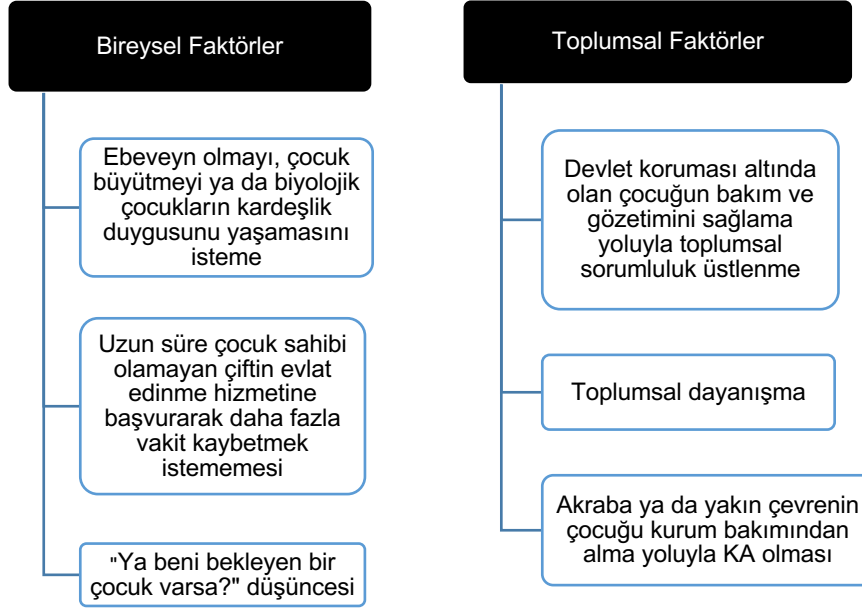 Bireysel Faktörler
Ebeveyn olmayı, çocuk
büyütmeyi ya da biyolojik
çocukların kardeşlik
duygusunu yaşamasını
isteme
Uzun süre çocuk sahibi
olamayan çiftin evlat
edinme hizmetine
başvurarak daha fazla
vakit kaybetmek
istememesi
"Ya beni bekleyen bir
çocuk varsa?" düşüncesi
Toplumsal Faktörler
Devlet koruması altında
olan çocuğun bakım ve
gözetimini sağlama
yoluyla toplumsal
sorumluluk üstlenme
Toplumsal dayanışma
Akraba ya da yakın çevrenin
çocuğu kurum bakımından
alma yoluyla KA olması